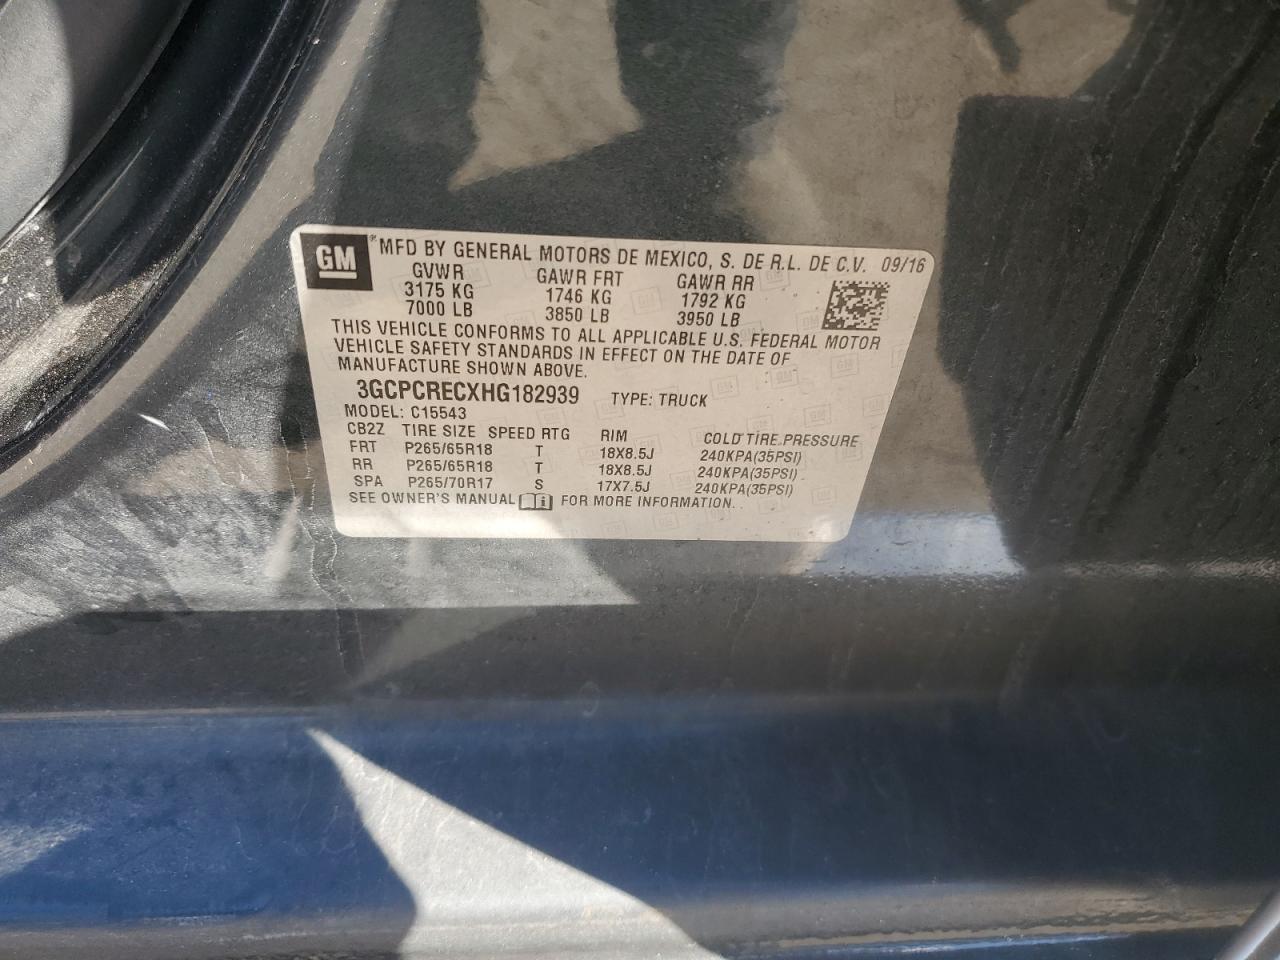 GM ® MFD BY GENERAL MOTORS DE MEXICO, S. DE R.L. DE C.V. 09/16
GVWR GAWR FRT GAWR RR
3175 KG 1746 KG 1792 KG
7000 LB 3850 LB 3950 LB
THIS VEHICLE CONFORMS TO ALL APPLICABLE U.S. FEDERAL MOTOR
VEHICLE SAFETY STANDARDS IN EFFECT ON THE DATE OF
MANUFACTURE SHOWN ABOVE.
3GCPCRECXHG182939 TYPE: TRUCK
MODEL: C15543
CB2Z TIRE SIZE SPEED RTG RIM COLD TIRE PRESSURE
FRT P265/65R18 T 18X8.5J 240KPA(35PSI)
RR P265/65R18 T 18X8.5J 240KPA(35PSI)
SPA P265/70R17 S 17X7.5J 240KPA(35PSI)
SEE OWNER'S MANUAL FOR MORE INFORMATION.